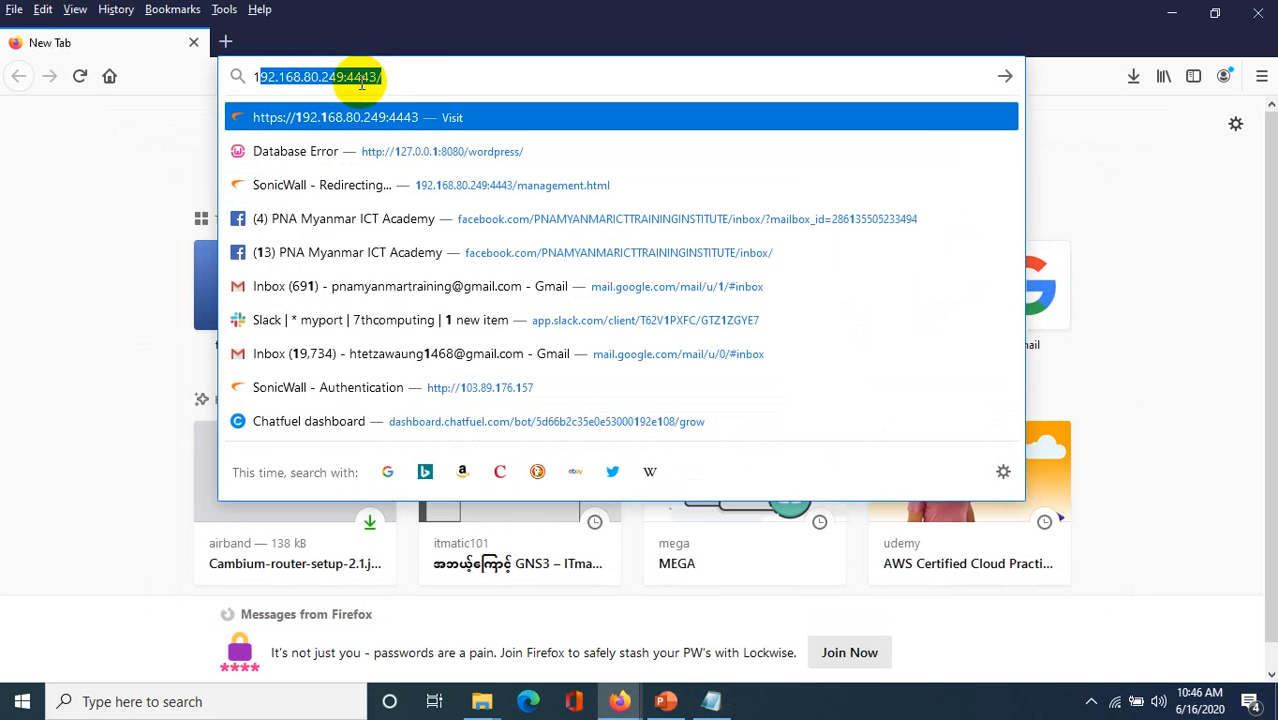 File Edit View History Bookmarks Tools Help
New Tab
192.168.80.249:4443/
https://192.168.80.249:4443 — Visit
Database Error — http://127.0.0.1:8080/wordpress/
SonicWall - Redirecting... — 192.168.80.249:4443/management.html
(4) PNA Myanmar ICT Academy — facebook.com/PNAMYANMARICTTRAININGINSTITUTE/inbox/?mailbox_id=286135505233494
(13) PNA Myanmar ICT Academy — facebook.com/PNAMYANMARICTTRAININGINSTITUTE/inbox/
Inbox (691) - pnamyanmartraining@gmail.com - Gmail — mail.google.com/mail/u/1/#inbox
Slack | * myport | 7thcomputing | 1 new item — app.slack.com/client/T62V1PXFC/GTZ1ZGYE7
Inbox (19,734) - htetzawaung1468@gmail.com - Gmail — mail.google.com/mail/u/0/#inbox
SonicWall - Authentication — http://103.89.176.157
Chatfuel dashboard — dashboard.chatfuel.com/bot/5d66b2c35e0e53000192e108/grow
This time, search with:
airband — 138 kB itmatic101 mega udemy
Cambium-router-setup-2.1.j... အဘယ့်ကြောင့် GNS3 – ITma... MEGA AWS Certified Cloud Practi...
Messages from Firefox
It's not just you - passwords are a pain. Join Firefox to safely stash your PW's with Lockwise. Join Now
****
Type here to search
10:46 AM
6/16/2020
4